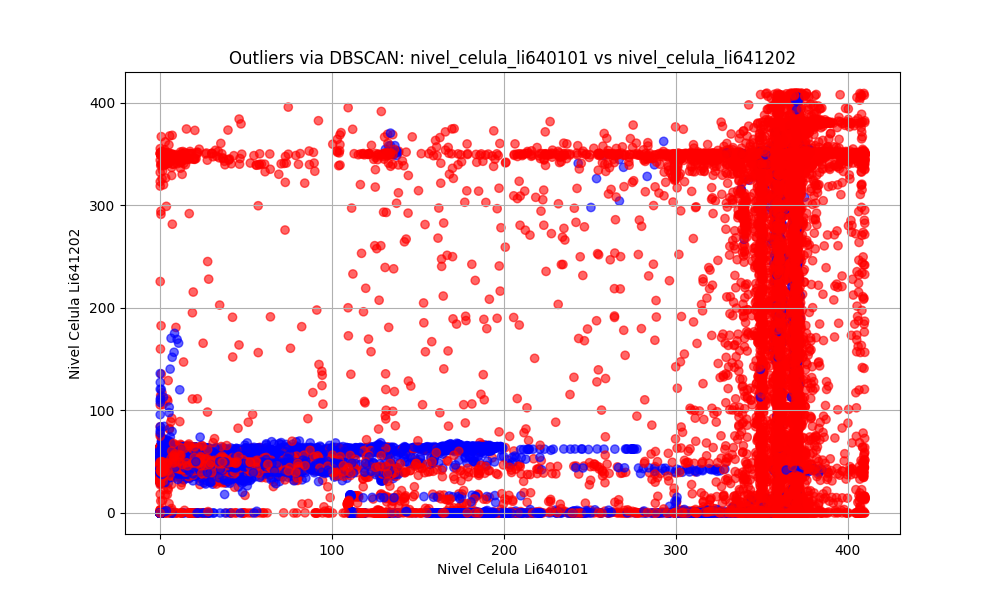 Outliers via DBSCAN: nivel_celula_li640101 vs nivel_celula_li641202
400
300
200
100
0
Nivel Celula Li641202
0 100 200 300 400
Nivel Celula Li640101